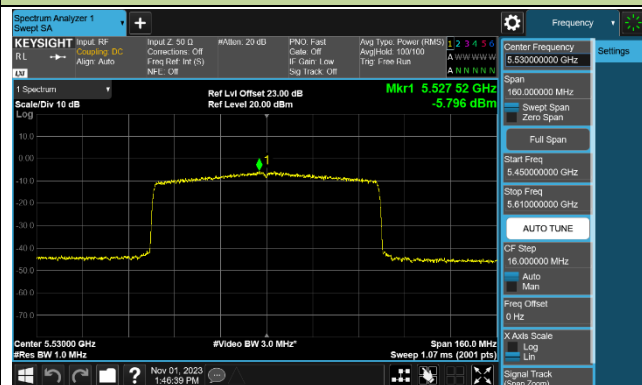 Spectrum Analyzer 1
Swept SA
Frequency
KEYSIGHT
RL
LXI
Input: RF
Coupling: DC
Align: Auto
Input Z: 50 Ω
Corrections: Off
Freq Ref: Int (S)
NFE: Off
#Atten: 20 dB
PNO: Fast
Gate: Off
IF Gain: Low
Sig Track: Off
Avg Type: Power (RMS)
Avg|Hold: 100/100
Trig: Free Run
1 2 3 4 5 6
A W W W W W
A N N N N N
1 Spectrum
Scale/Div 10 dB
Log
Ref Lvl Offset 23.00 dB
Ref Level 20.00 dBm
Mkr1 5.527 52 GHz
-5.796 dBm
1
10.0
0.00
-10.0
-20.0
-30.0
-40.0
-50.0
-60.0
-70.0
Center 5.53000 GHz
#Res BW 1.0 MHz
#Video BW 3.0 MHz*
Span 160.0 MHz
Sweep 1.07 ms (2001 pts)
Center Frequency
5.530000000 GHz
Settings
Span
160.000000 MHz
Swept Span
Zero Span
Full Span
Start Freq
5.450000000 GHz
Stop Freq
5.610000000 GHz
AUTO TUNE
CF Step
16.000000 MHz
Auto
Man
Freq Offset
0 Hz
X Axis Scale
Log
Lin
Signal Track
(Span Zoom)
Nov 01, 2023
1:46:39 PM